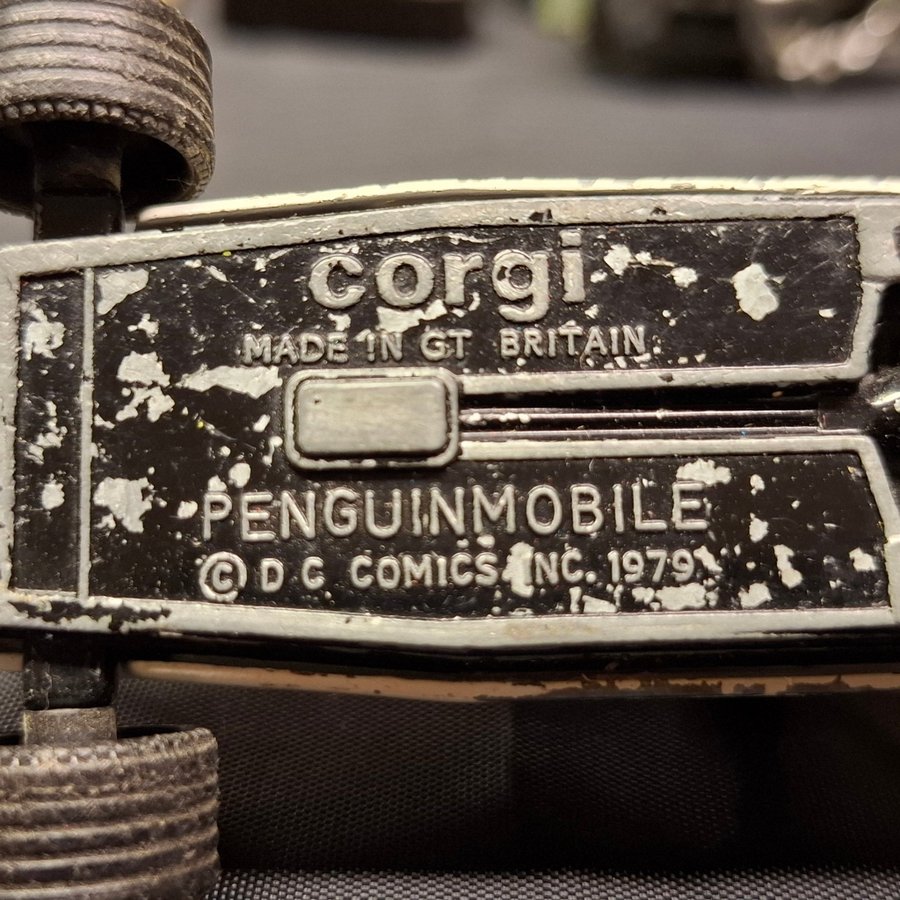 corgi
MADE IN GT BRITAIN
PENGUINMOBILE
© D C COMICS INC. 1979